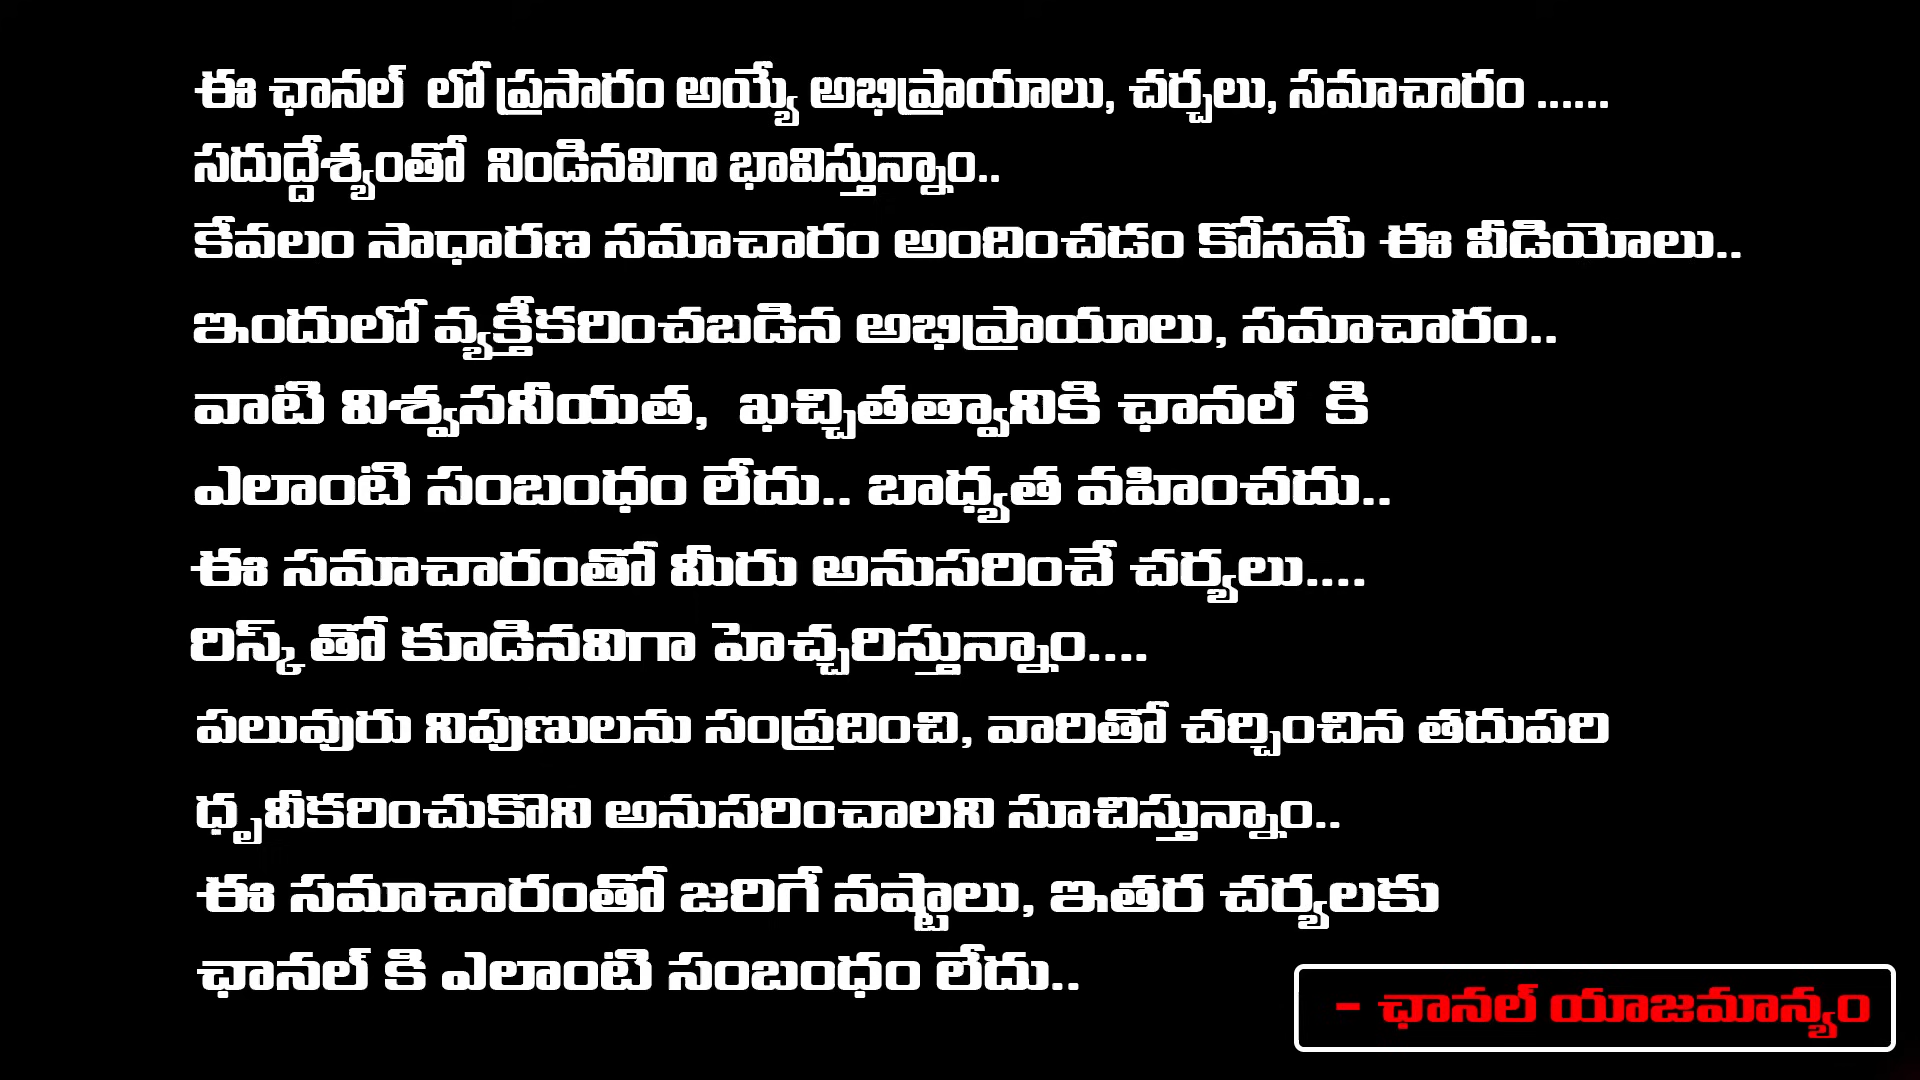 ఈ ఛానల్ లో ప్రసారం అయ్యే అభిప్రాయాలు, చర్చలు, సమాచారం ......
సదుద్దేశ్యంతో నిండినవిగా భావిస్తున్నాం..
కేవలం సాధారణ సమాచారం అందించడం కోసమే ఈ వీడియోలు..
ఇందులో వ్యక్తీకరించబడిన అభిప్రాయాలు, సమాచారం..
వాటి విశ్వసనీయత, ఖచ్చితత్వానికి ఛానల్ కి
ఎలాంటి సంబంధం లేదు.. బాధ్యత వహించదు..
ఈ సమాచారంతో మీరు అనుసరించే చర్యలు....
రిస్క్ తో కూడినవిగా హెచ్చరిస్తున్నాం....
పలువురు నిపుణులను సంప్రదించి, వారితో చర్చించిన తదుపరి
ధృవీకరించుకొని అనుసరించాలని సూచిస్తున్నాం..
ఈ సమాచారంతో జరిగే నష్టాలు, ఇతర చర్యలకు
ఛానల్ కి ఎలాంటి సంబంధం లేదు..
- ఛానల్ యాజమాన్యం